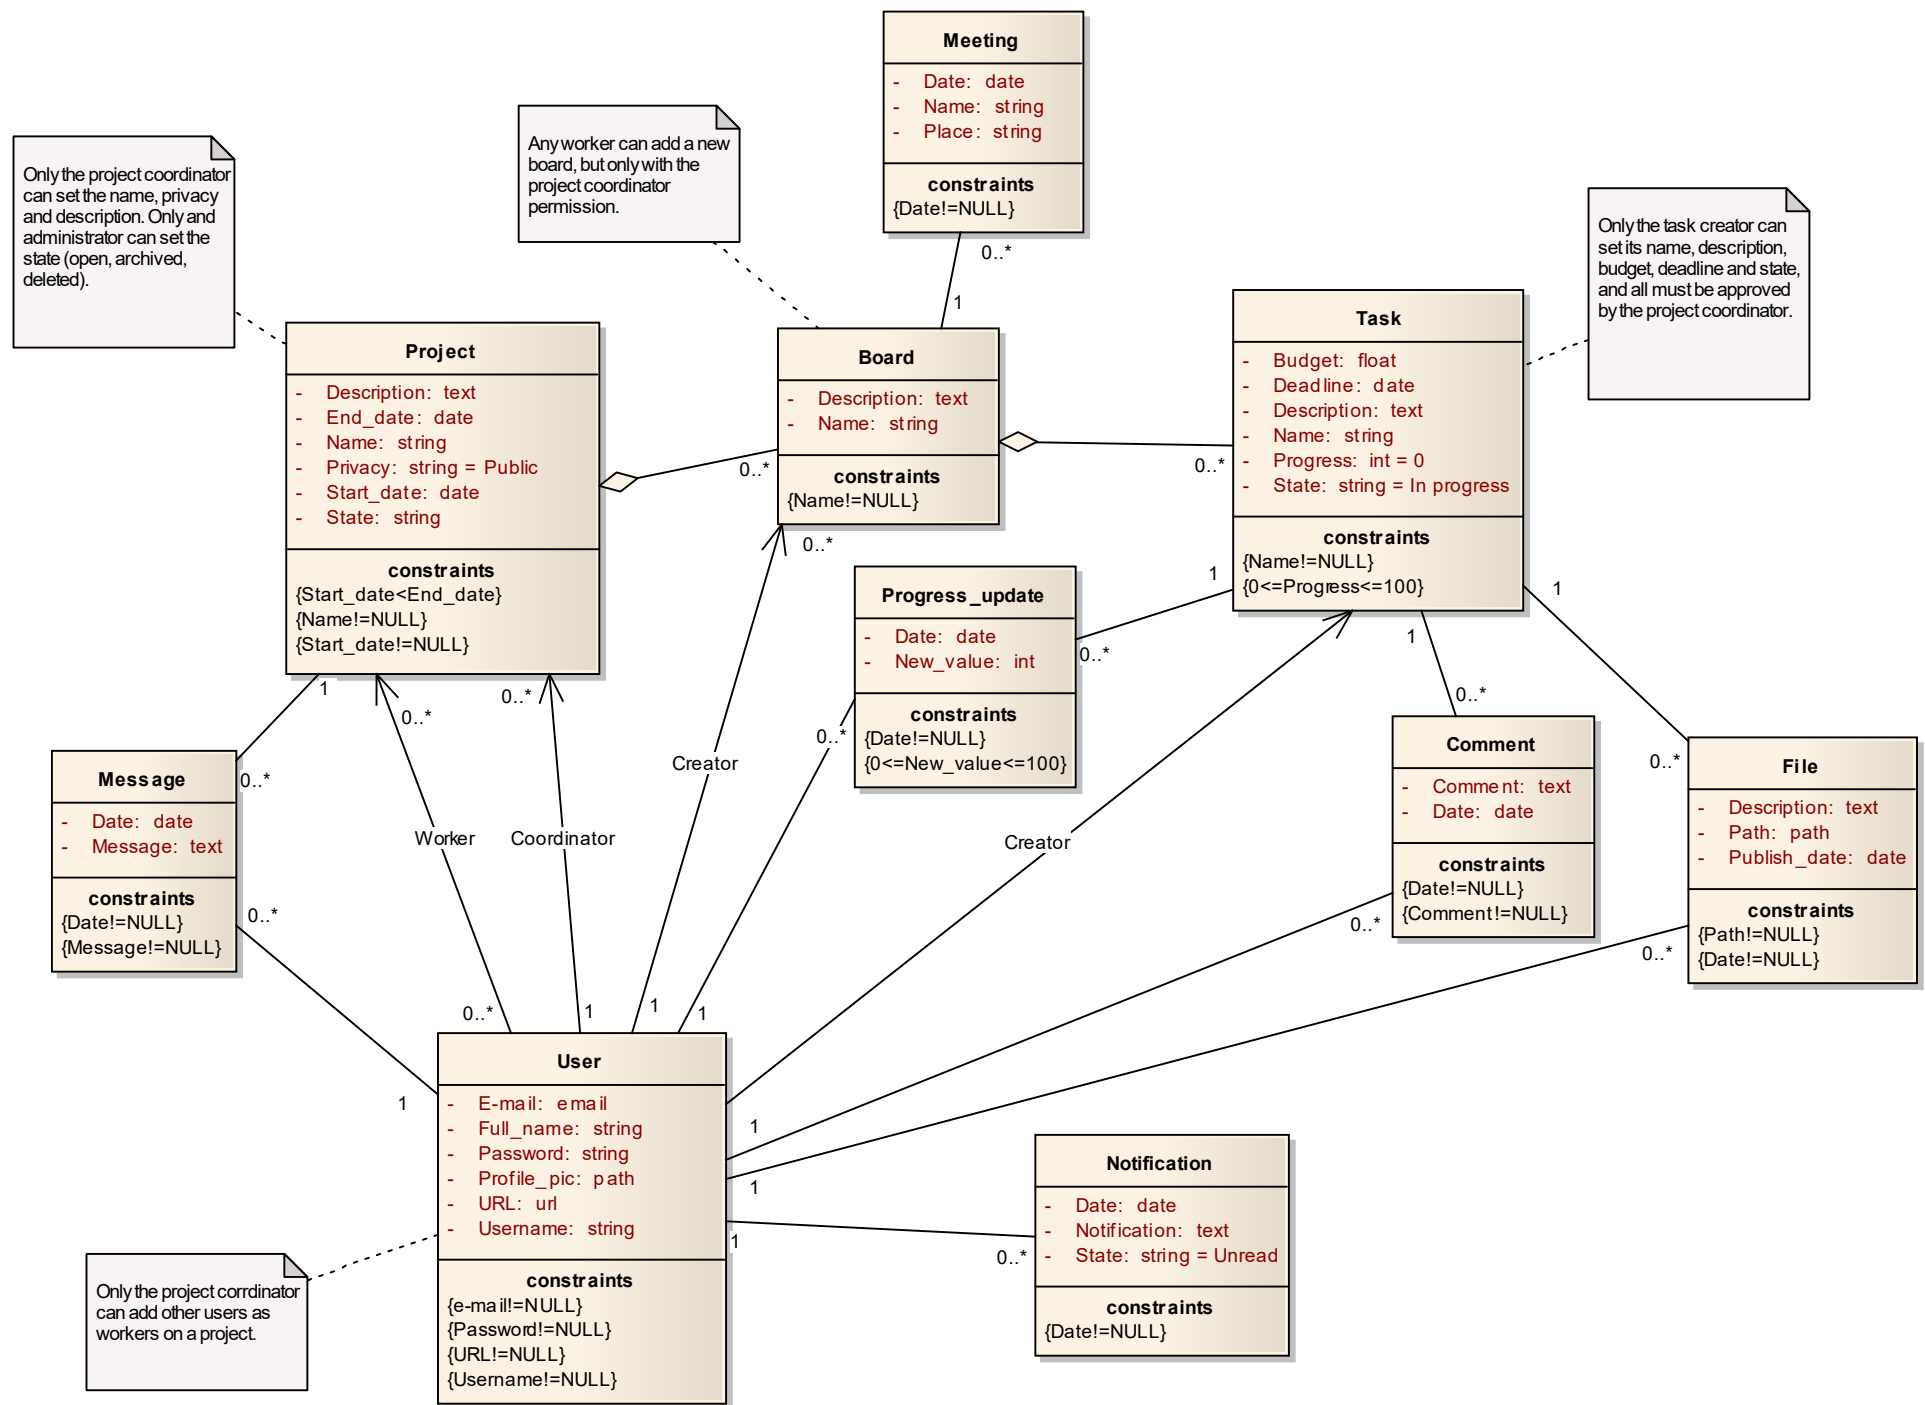 Meeting
- Date: date
- Name: string
- Place: string
constraints
{Date!=NULL}
0..*
1
Any worker can add a new
board, but only with the
project coordinator
permission.
Only the project coordinator
can set the name, privacy
and description. Only and
administrator can set the
state (open, archived,
deleted).
Only the task creator can
set its name, description,
budget, deadline and state,
and all must be approved
by the project coordinator.
Project
- Description: text
- End_date: date
- Name: string
- Privacy: string = Public
- Start_date: date
- State: string
constraints
{Start_date<End_date}
{Name!=NULL}
{Start_date!=NULL}
0..*
Board
- Description: text
- Name: string
constraints
{Name!=NULL}
0..*
0..*
Task
- Budget: float
- Deadline: date
- Description: text
- Name: string
- Progress: int = 0
- State: string = In progress
constraints
{Name!=NULL}
{0<=Progress<=100}
1
1
1
Progress_update
- Date: date
- New_value: int
constraints
{Date!=NULL}
{0<=New_value<=100}
0..*
0..*
1
0..*
0..*
0..*
0..*
0..*
Message
- Date: date
- Message: text
constraints
{Date!=NULL}
{Message!=NULL}
0..*
Worker
Coordinator
Creator
Creator
Comment
- Comment: text
- Date: date
constraints
{Date!=NULL}
{Comment!=NULL}
0..*
File
- Description: text
- Path: path
- Publish_date: date
constraints
{Path!=NULL}
{Date!=NULL}
0..*
0..*
1
1
1
1
User
- E-mail: email
- Full_name: string
- Password: string
- Profile_pic: path
- URL: url
- Username: string
constraints
{e-mail!=NULL}
{Password!=NULL}
{URL!=NULL}
{Username!=NULL}
1
1
1
0..*
Notification
- Date: date
- Notification: text
- State: string = Unread
constraints
{Date!=NULL}
Only the project corrdinator
can add other users as
workers on a project.